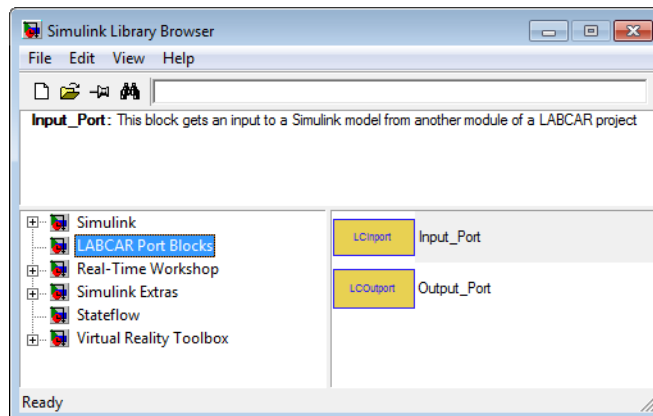 Simulink Library Browser
File Edit View Help
Input_Port: This block gets an input to a Simulink model from another module of a LABCAR project
Simulink
LABCAR Port Blocks
Real-Time Workshop
Simulink Extras
Stateflow
Virtual Reality Toolbox
LCInport Input_Port
LCOutport Output_Port
Ready